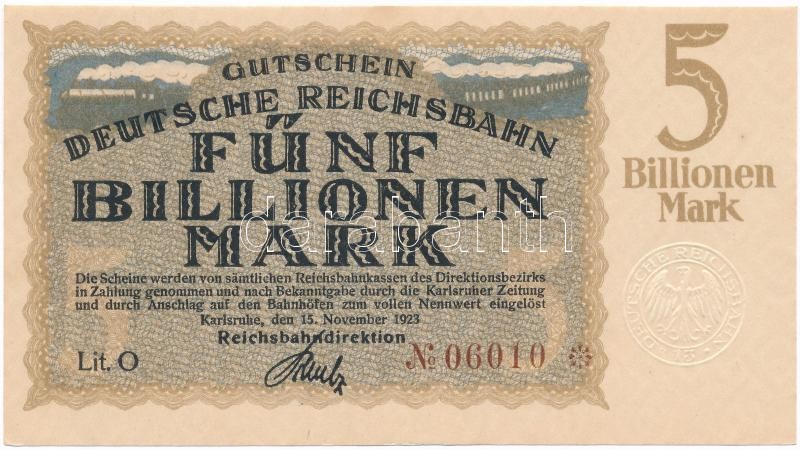 GUTSCHEIN
DEUTSCHE REICHSBAHN
FÜNF
BILLIONEN
MARK
Die Scheine werden von sämtlichen Reichsbahnkassen des Direktionsbezirks
in Zahlung genommen und nach Bekanntgabe durch die Karlsruher Zeitung
und durch Anschlag auf den Bahnhöfen zum vollen Nennwert eingelöst
Karlsruhe, den 15. November 1923
Reichsbahndirektion
Lit. O
№ 06010
5
Billionen
Mark
DEUTSCHE REICHSBAHN
darabanth